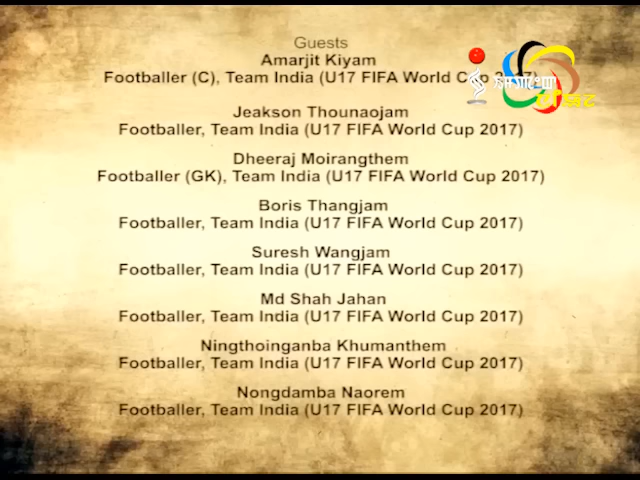 Guests
Amarjit Kiyam
Footballer (C), Team India (U17 FIFA World Cup 2017)
Jeakson Thounaojam
Footballer, Team India (U17 FIFA World Cup 2017)
Dheeraj Moirangthem
Footballer (GK), Team India (U17 FIFA World Cup 2017)
Boris Thangjam
Footballer, Team India (U17 FIFA World Cup 2017)
Suresh Wangjam
Footballer, Team India (U17 FIFA World Cup 2017)
Md Shah Jahan
Footballer, Team India (U17 FIFA World Cup 2017)
Ningthoinganba Khumanthem
Footballer, Team India (U17 FIFA World Cup 2017)
Nongdamba Naorem
Footballer, Team India (U17 FIFA World Cup 2017)